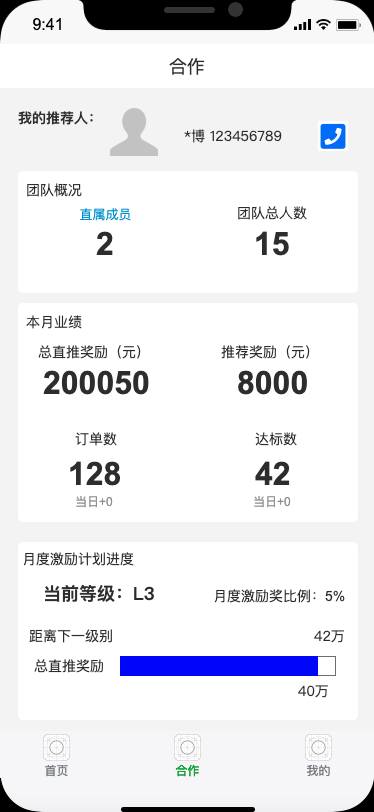 9:41
合作
我的推荐人：
*博 123456789
团队概况
直属成员 团队总人数
2 15
本月业绩
总直推奖励（元） 推荐奖励（元）
200050 8000
订单数 达标数
128 42
当日+0 当日+0
月度激励计划进度
当前等级：L3 月度激励奖比例：5%
距离下一级别 42万
总直推奖励
40万
首页 合作 我的